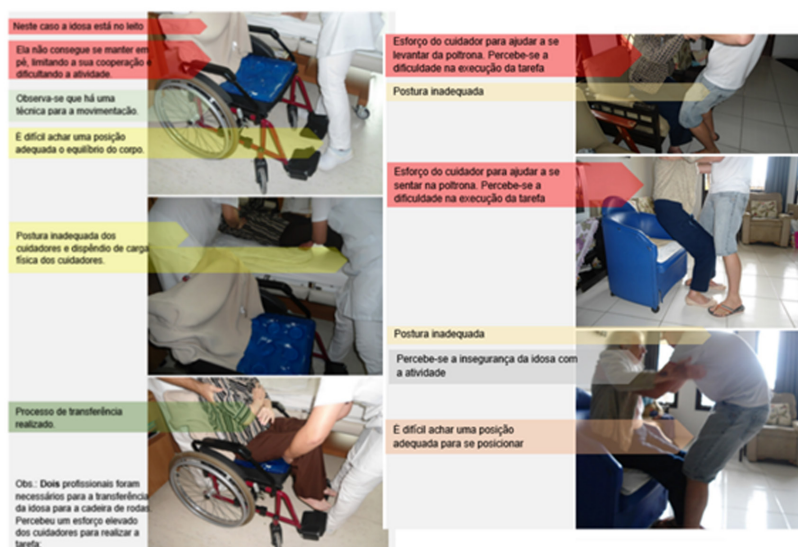 Neste caso a idosa está no leito
Ela não consegue se manter em
pé, limitando a sua cooperação e
dificultando a atividade.
Observa-se que há uma
técnica para a movimentação.
É difícil achar uma posição
adequada o equilíbrio do corpo.
Postura inadequada dos
cuidadores e dispêndio de carga
física dos cuidadores.
Processo de transferência
realizado.
Obs.: Dois profissionais foram
necessários para a transferência
da idosa para a cadeira de rodas.
Percebeu um esforço elevado
dos cuidadores para realizar a
tarefa;
Esforço do cuidador para ajudar a se
levantar da poltrona. Percebe-se a
dificuldade na execução da tarefa
Postura inadequada
Esforço do cuidador para ajudar a se
sentar na poltrona. Percebe-se a
dificuldade na execução da tarefa
Postura inadequada
Percebe-se a insegurança da idosa com
a atividade
É difícil achar uma posição
adequada para se posicionar